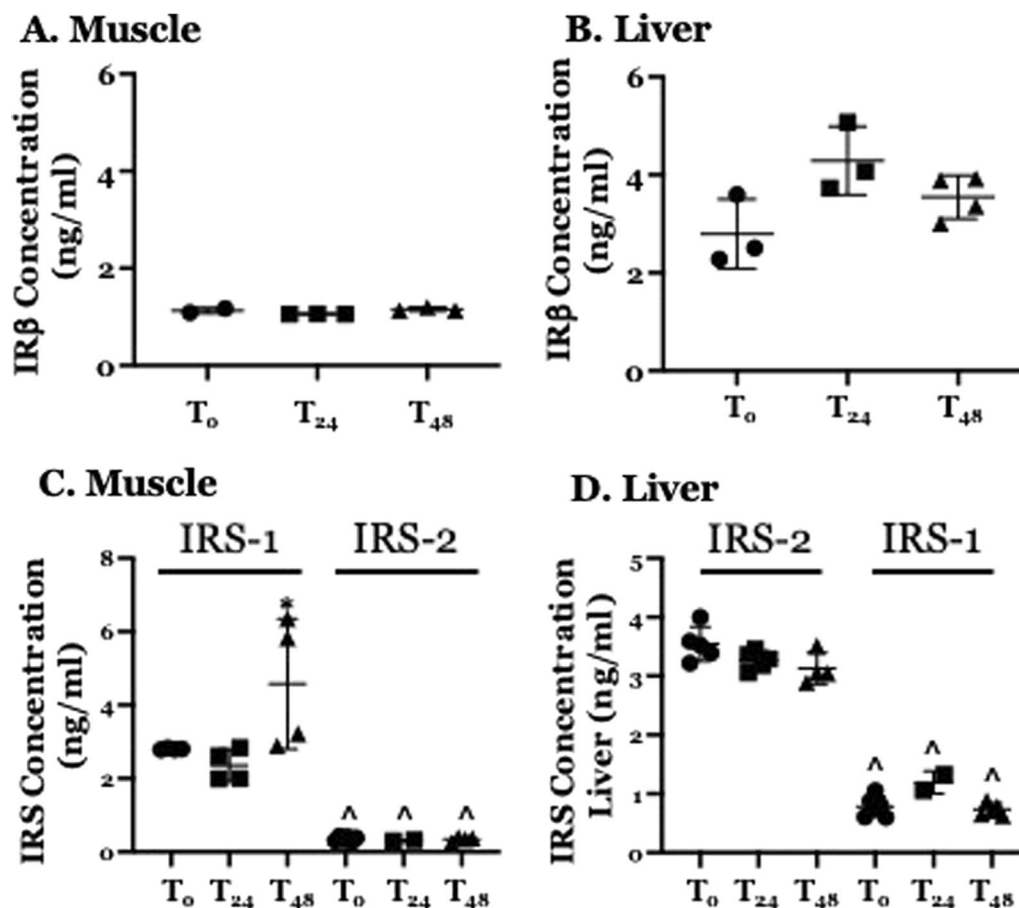 A. Muscle
IRβ Concentration
(ng/ml)
6
4
2
0
T₀ T₂₄ T₄₈
B. Liver
IRβ Concentration
(ng/ml)
6
4
2
0
T₀ T₂₄ T₄₈
C. Muscle
IRS-1 IRS-2
IRS Concentration
(ng/ml)
8
6
4
2
0
*
^ ^ ^
T₀ T₂₄ T₄₈ T₀ T₂₄ T₄₈
D. Liver
IRS-2 IRS-1
IRS Concentration
Liver (ng/ml)
5
4
3
2
1
0
^ ^ ^
T₀ T₂₄ T₄₈ T₀ T₂₄ T₄₈